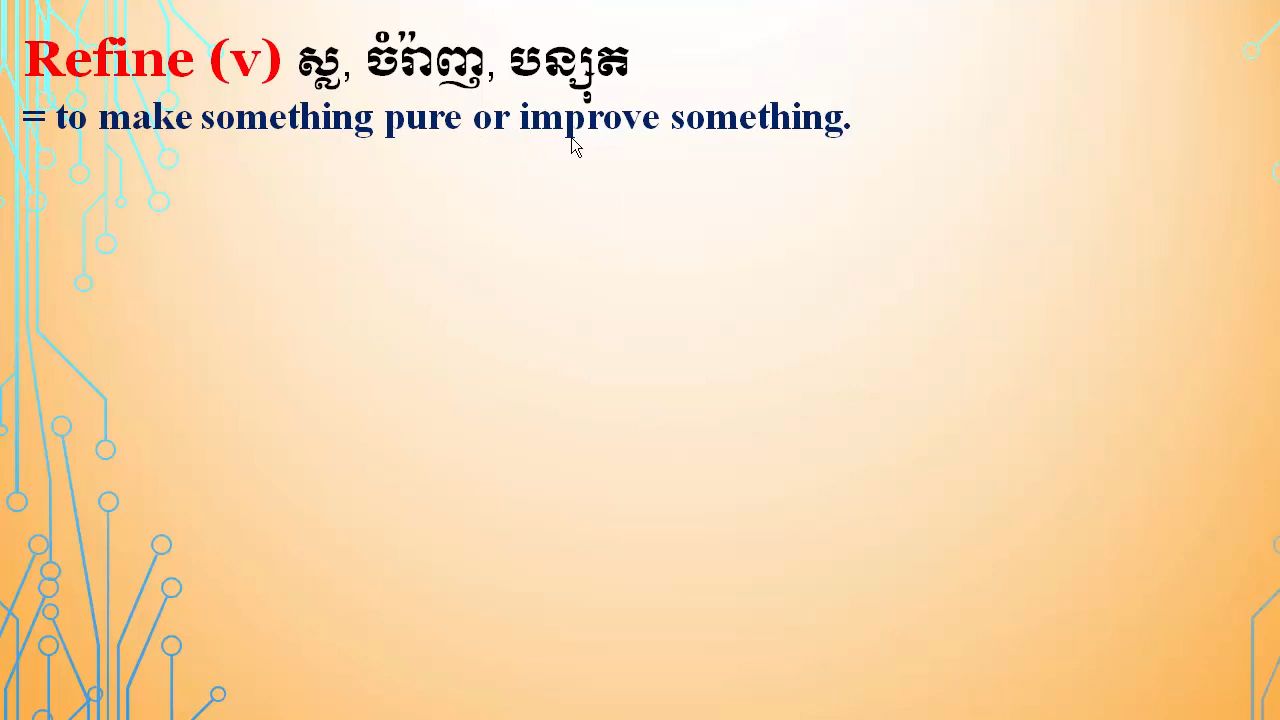 Refine (v) ស្ល, ចំរ៉ាញ, បន្សុត
= to make something pure or improve something.